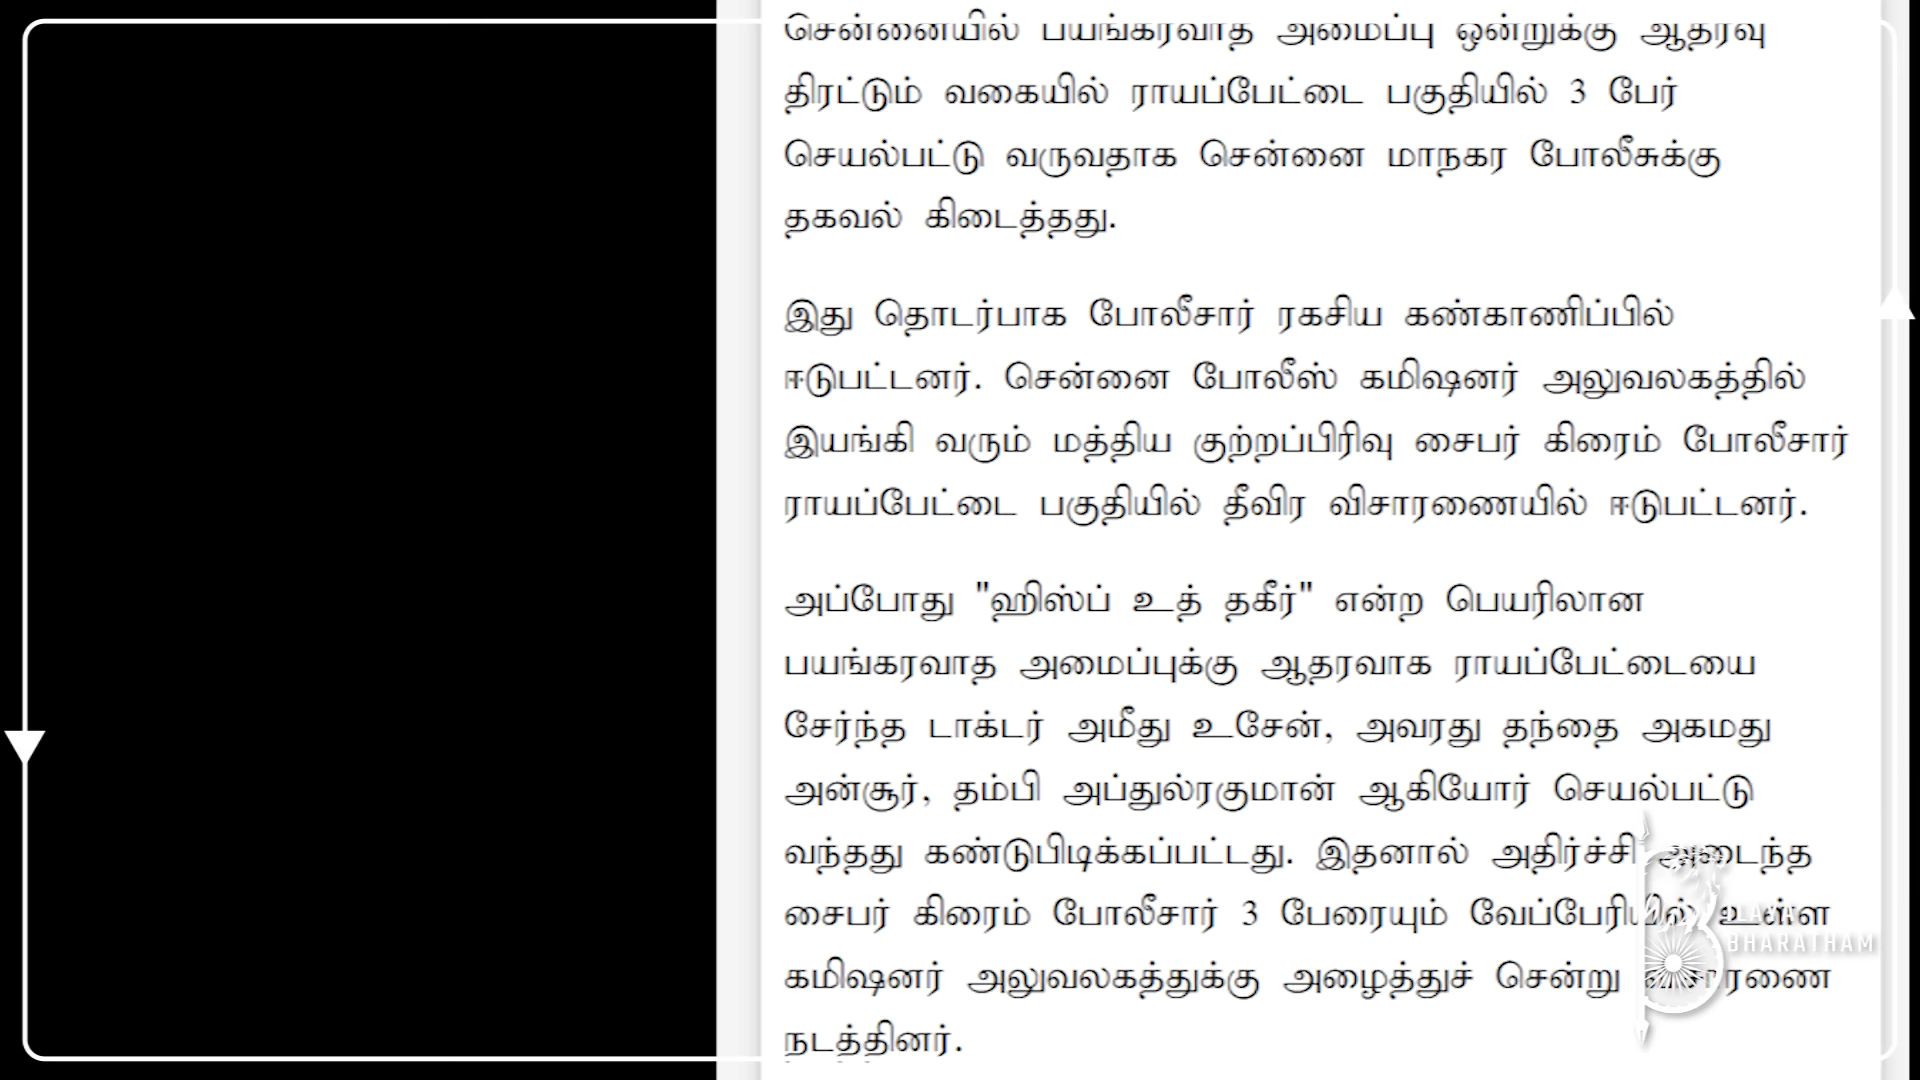 சென்னையில் பயங்கரவாத அமைப்பு ஒன்றுக்கு ஆதரவு
திரட்டும் வகையில் ராயப்பேட்டை பகுதியில் 3 பேர்
செயல்பட்டு வருவதாக சென்னை மாநகர போலீசுக்கு
தகவல் கிடைத்தது.
இது தொடர்பாக போலீசார் ரகசிய கண்காணிப்பில்
ஈடுபட்டனர். சென்னை போலீஸ் கமிஷனர் அலுவலகத்தில்
இயங்கி வரும் மத்திய குற்றப்பிரிவு சைபர் கிரைம் போலீசார்
ராயப்பேட்டை பகுதியில் தீவிர விசாரணையில் ஈடுபட்டனர்.
அப்போது "ஹிஸ்ப் உத் தகீர்" என்ற பெயரிலான
பயங்கரவாத அமைப்புக்கு ஆதரவாக ராயப்பேட்டையை
சேர்ந்த டாக்டர் அமீது உசேன், அவரது தந்தை அகமது
அன்சூர், தம்பி அப்துல்ரகுமான் ஆகியோர் செயல்பட்டு
வந்தது கண்டுபிடிக்கப்பட்டது. இதனால் அதிர்ச்சி அடைந்த
சைபர் கிரைம் போலீசார் 3 பேரையும் வேப்பேரியில் உள்ள
கமிஷனர் அலுவலகத்துக்கு அழைத்துச் சென்று விசாரணை
நடத்தினர்.
BHARATHAM